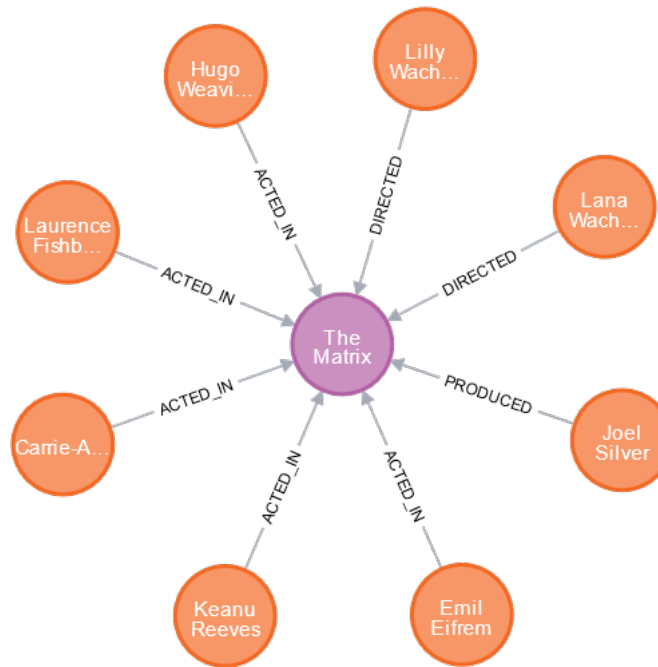 Hugo
Weavi...
Lilly
Wach...
ACTED_IN
DIRECTED
Laurence
Fishb...
Lana
Wach...
ACTED_IN
DIRECTED
The
Matrix
ACTED_IN
PRODUCED
Carrie-A...
Joel
Silver
ACTED_IN
ACTED_IN
Keanu
Reeves
Emil
Eifrem